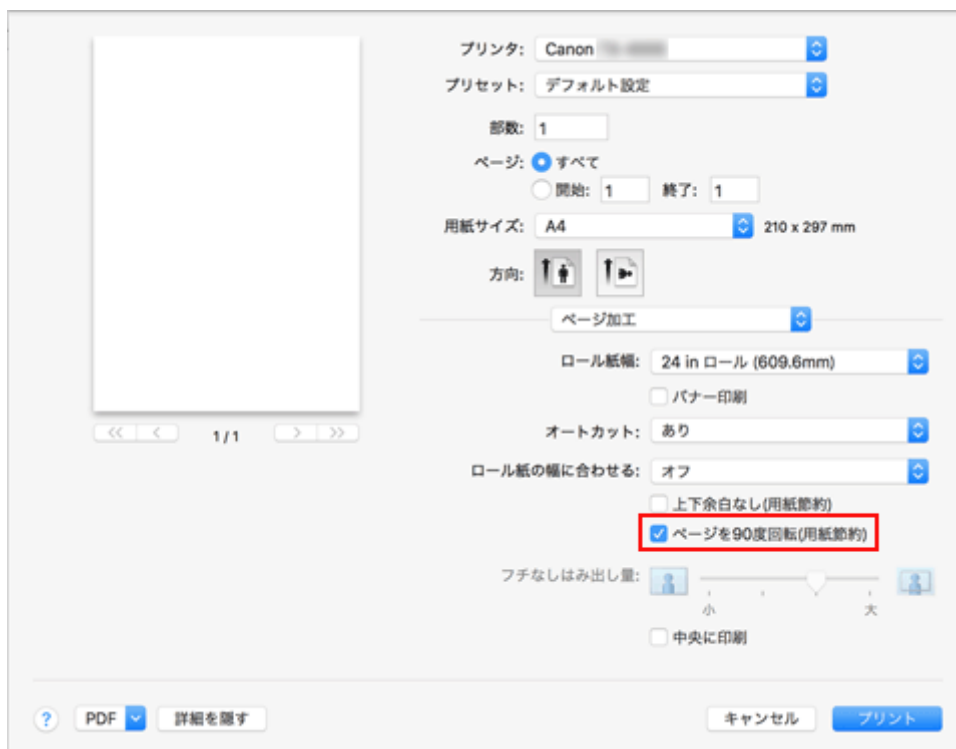 プリンタ: Canon
プリセット: デフォルト設定
部数: 1
ページ: すべて
開始: 1 終了: 1
用紙サイズ: A4 210 x 297 mm
方向:
ページ加工
ロール紙幅: 24 in ロール (609.6mm)
バナー印刷
<< < 1 / 1 > >>
オートカット: あり
ロール紙の幅に合わせる: オフ
上下余白なし(用紙節約)
ページを90度回転(用紙節約)
フチなしはみ出し量:
小 大
中央に印刷
? PDF 詳細を隠す キャンセル プリント